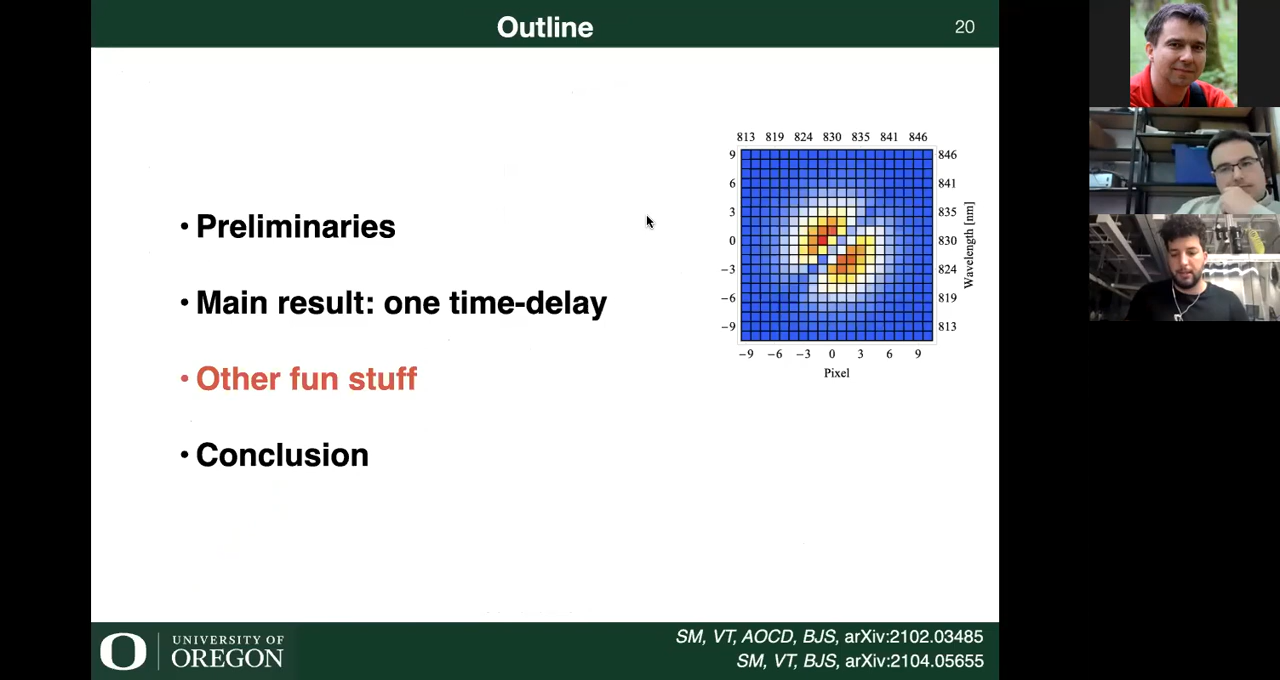 Outline
20
• Preliminaries
• Main result: one time-delay
• Other fun stuff
• Conclusion
813 819 824 830 835 841 846
9 846
6 841
3 835
0 830
−3 824
−6 819
−9 813
Wavelength [nm]
−9 −6 −3 0 3 6 9
Pixel
O UNIVERSITY OF
OREGON
SM, VT, AOCD, BJS, arXiv:2102.03485
SM, VT, BJS, arXiv:2104.05655